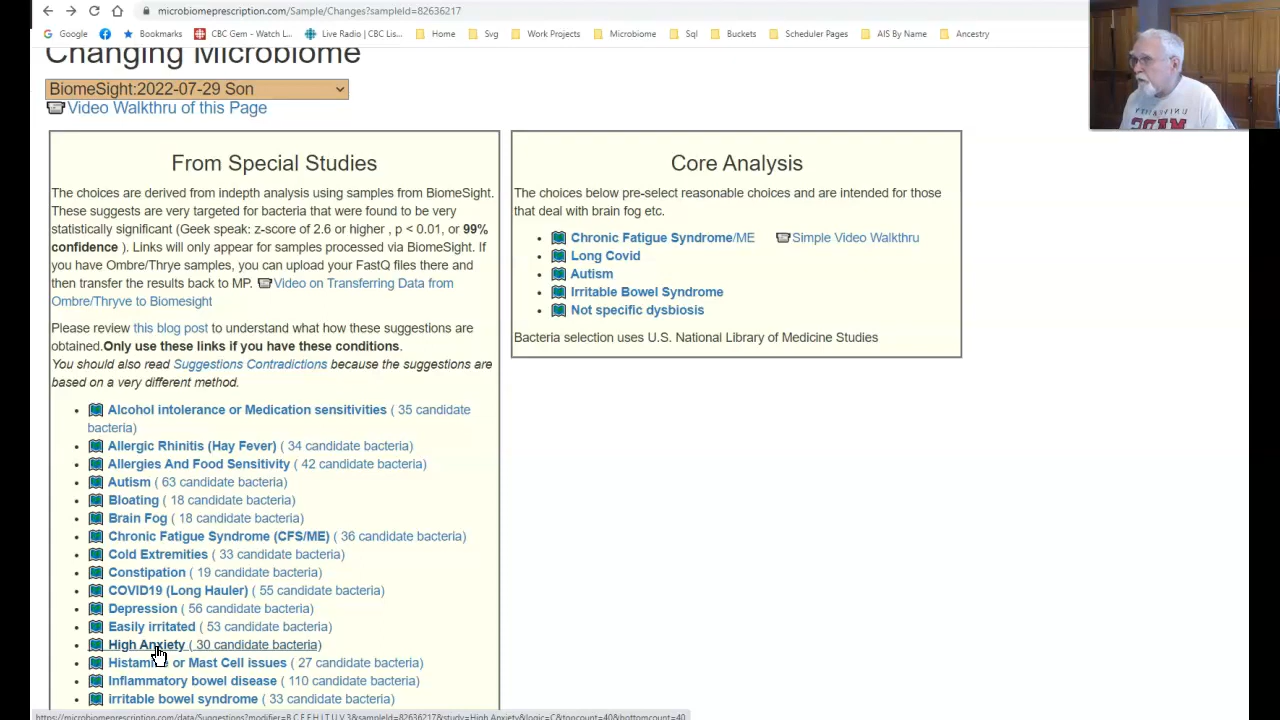 microbiomeprescription.com/Sample/Changes?sampleId=82636217
Google Bookmarks CBC Gem - Watch L... Live Radio | CBC Lis... Home Svg Work Projects Microbiome Sql Buckets Scheduler Pages AIS By Name Ancestry
Changing Microbiome
BiomeSight:2022-07-29 Son
Video Walkthru of this Page
From Special Studies
The choices are derived from indepth analysis using samples from BiomeSight.
These suggests are very targeted for bacteria that were found to be very
statistically significant (Geek speak: z-score of 2.6 or higher , p < 0.01, or 99%
confidence ). Links will only appear for samples processed via BiomeSight. If
you have Ombre/Thrye samples, you can upload your FastQ files there and
then transfer the results back to MP. Video on Transferring Data from
Ombre/Thryve to Biomesight
Please review this blog post to understand what how these suggestions are
obtained.Only use these links if you have these conditions.
You should also read Suggestions Contradictions because the suggestions are
based on a very different method.
Alcohol intolerance or Medication sensitivities ( 35 candidate
bacteria)
Allergic Rhinitis (Hay Fever) ( 34 candidate bacteria)
Allergies And Food Sensitivity ( 42 candidate bacteria)
Autism ( 63 candidate bacteria)
Bloating ( 18 candidate bacteria)
Brain Fog ( 18 candidate bacteria)
Chronic Fatigue Syndrome (CFS/ME) ( 36 candidate bacteria)
Cold Extremities ( 33 candidate bacteria)
Constipation ( 19 candidate bacteria)
COVID19 (Long Hauler) ( 55 candidate bacteria)
Depression ( 56 candidate bacteria)
Easily irritated ( 53 candidate bacteria)
High Anxiety ( 30 candidate bacteria)
Histamine or Mast Cell issues ( 27 candidate bacteria)
Inflammatory bowel disease ( 110 candidate bacteria)
irritable bowel syndrome ( 33 candidate bacteria)
Core Analysis
The choices below pre-select reasonable choices and are intended for those
that deal with brain fog etc.
Chronic Fatigue Syndrome/ME Simple Video Walkthru
Long Covid
Autism
Irritable Bowel Syndrome
Not specific dysbiosis
Bacteria selection uses U.S. National Library of Medicine Studies